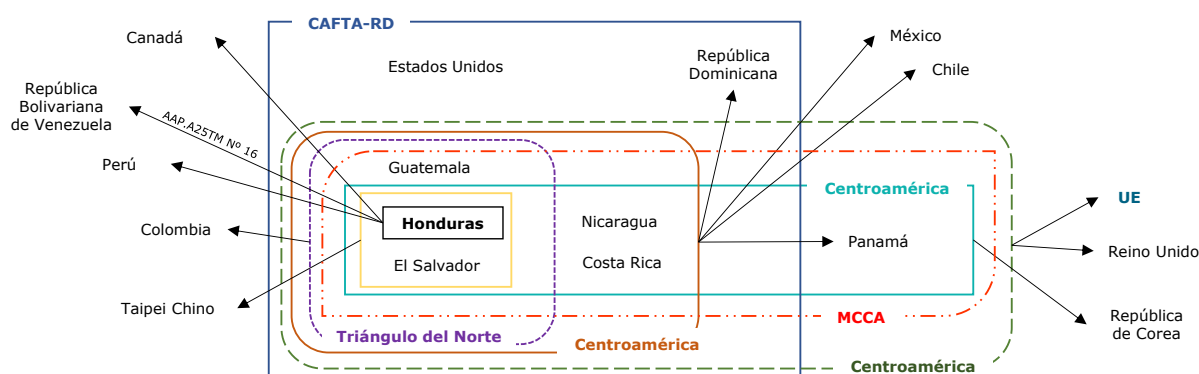 CAFTA-RD
Canadá
Estados Unidos
República
Dominicana
México
Chile
República
Bolivariana
de Venezuela
AAP.A25TM Nº 16
Perú
Guatemala
Centroamérica
UE
Honduras
Nicaragua
Colombia
Panamá
Reino Unido
El Salvador
Costa Rica
Taipei Chino
MCCA
República
de Corea
Triángulo del Norte
Centroamérica
Centroamérica